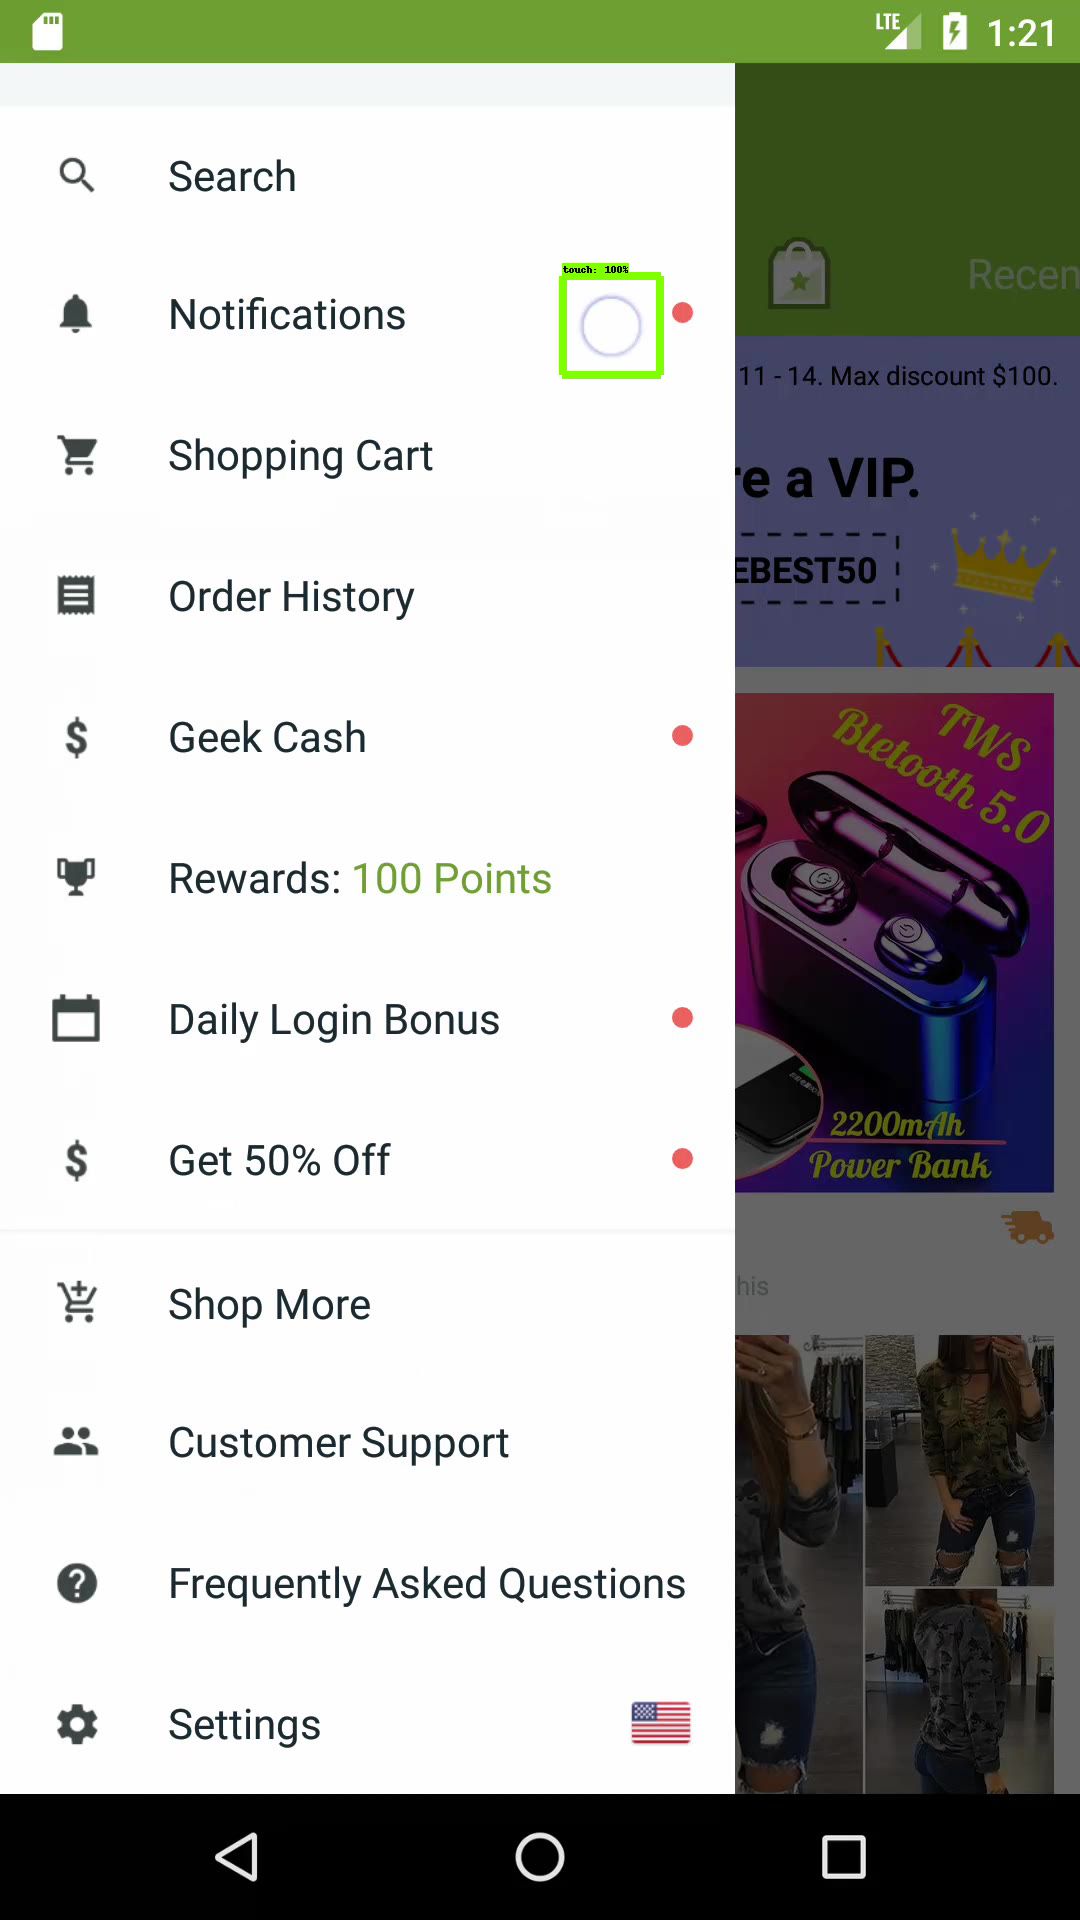 LTE 1:21
Search
touch: 100%
Notifications
Shopping Cart
Order History
Geek Cash
Rewards: 100 Points
Daily Login Bonus
Get 50% Off
Shop More
Customer Support
Frequently Asked Questions
Settings
Recen
11 - 14. Max discount $100.
re a VIP.
EBEST50
TWS
Bletooth 5.0
2200mAh
Power Bank
his